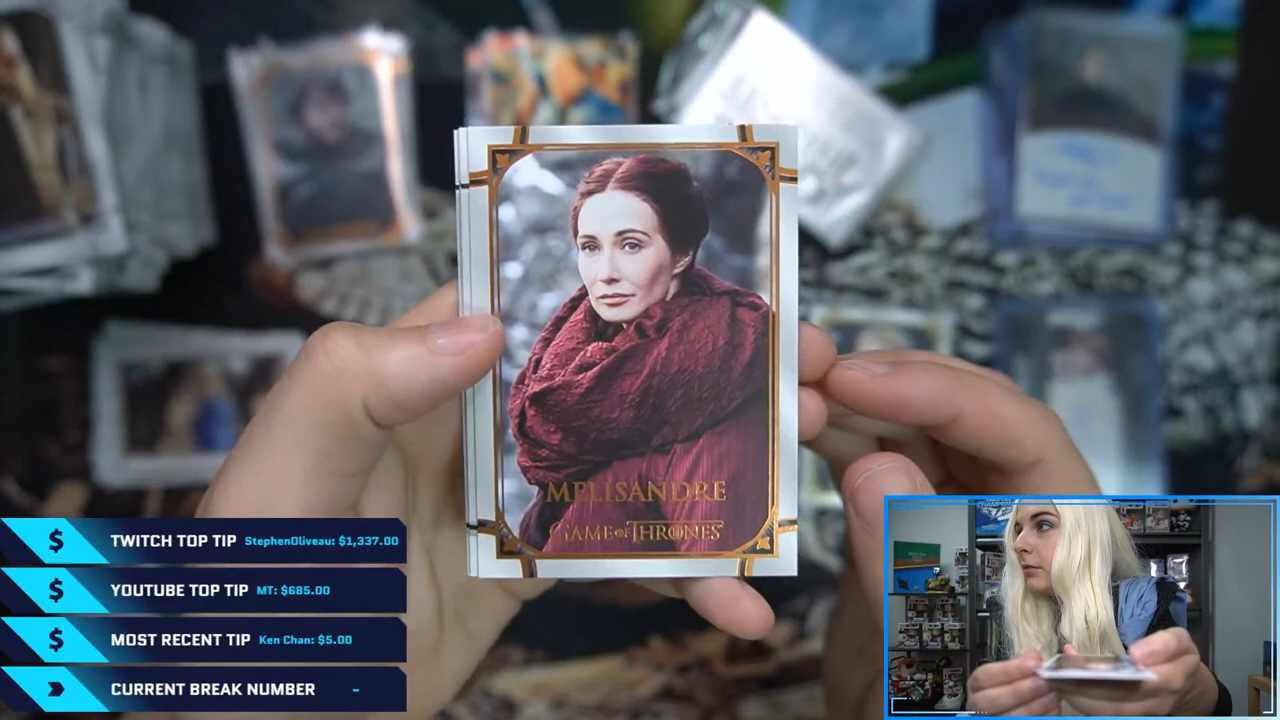 MELISANDRE
GAME OF THRONES
TWITCH TOP TIP StephenOliveau: $1,337.00
YOUTUBE TOP TIP MT: $685.00
MOST RECENT TIP Ken Chan: $5.00
CURRENT BREAK NUMBER -